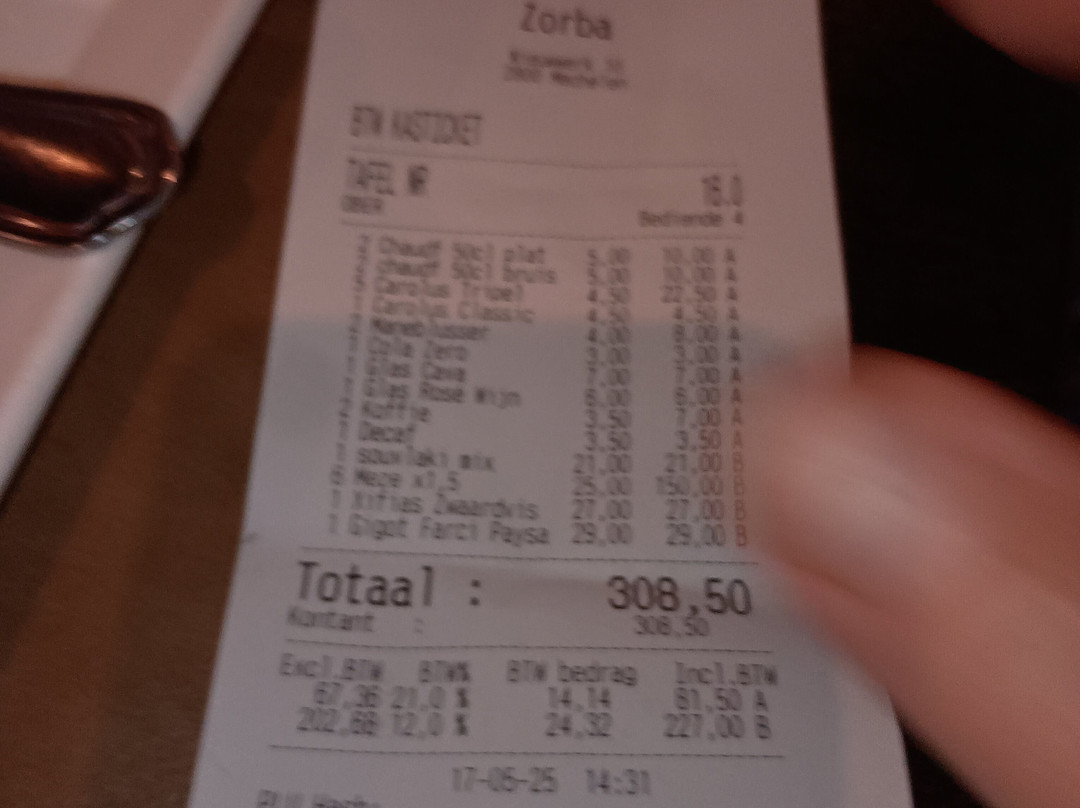 Zorba
2800 Mechelen
BTW KASTICKET
TAFEL NR 16.0
OBER Bediende 4
2 Chaudf 50cl plat 5,00 10,00 A
2 Chaudf 50cl bruis 5,00 10,00 A
5 Carolus Tripel 4,50 22,50 A
1 Carolus Classic 4,50 4,50 A
2 Maneblusser 4,00 8,00 A
1 Cola Zero 3,00 3,00 A
1 Glas Cava 7,00 7,00 A
1 Glas Rosé Wijn 6,00 6,00 A
2 Koffie 3,50 7,00 A
1 Decaf 3,50 3,50 A
1 souvlaki mix 21,00 21,00 B
6 Meze x1,5 25,00 150,00 B
1 Xifias Zwaardvis 27,00 27,00 B
1 Gigot Farci Paysa 29,00 29,00 B
Totaal : 308,50
Kontant : 308,50
Excl.BTW BTW% BTW bedrag Incl.BTW
67,36 21,0 % 14,14 81,50 A
202,68 12,0 % 24,32 227,00 B
17-05-25 14:31